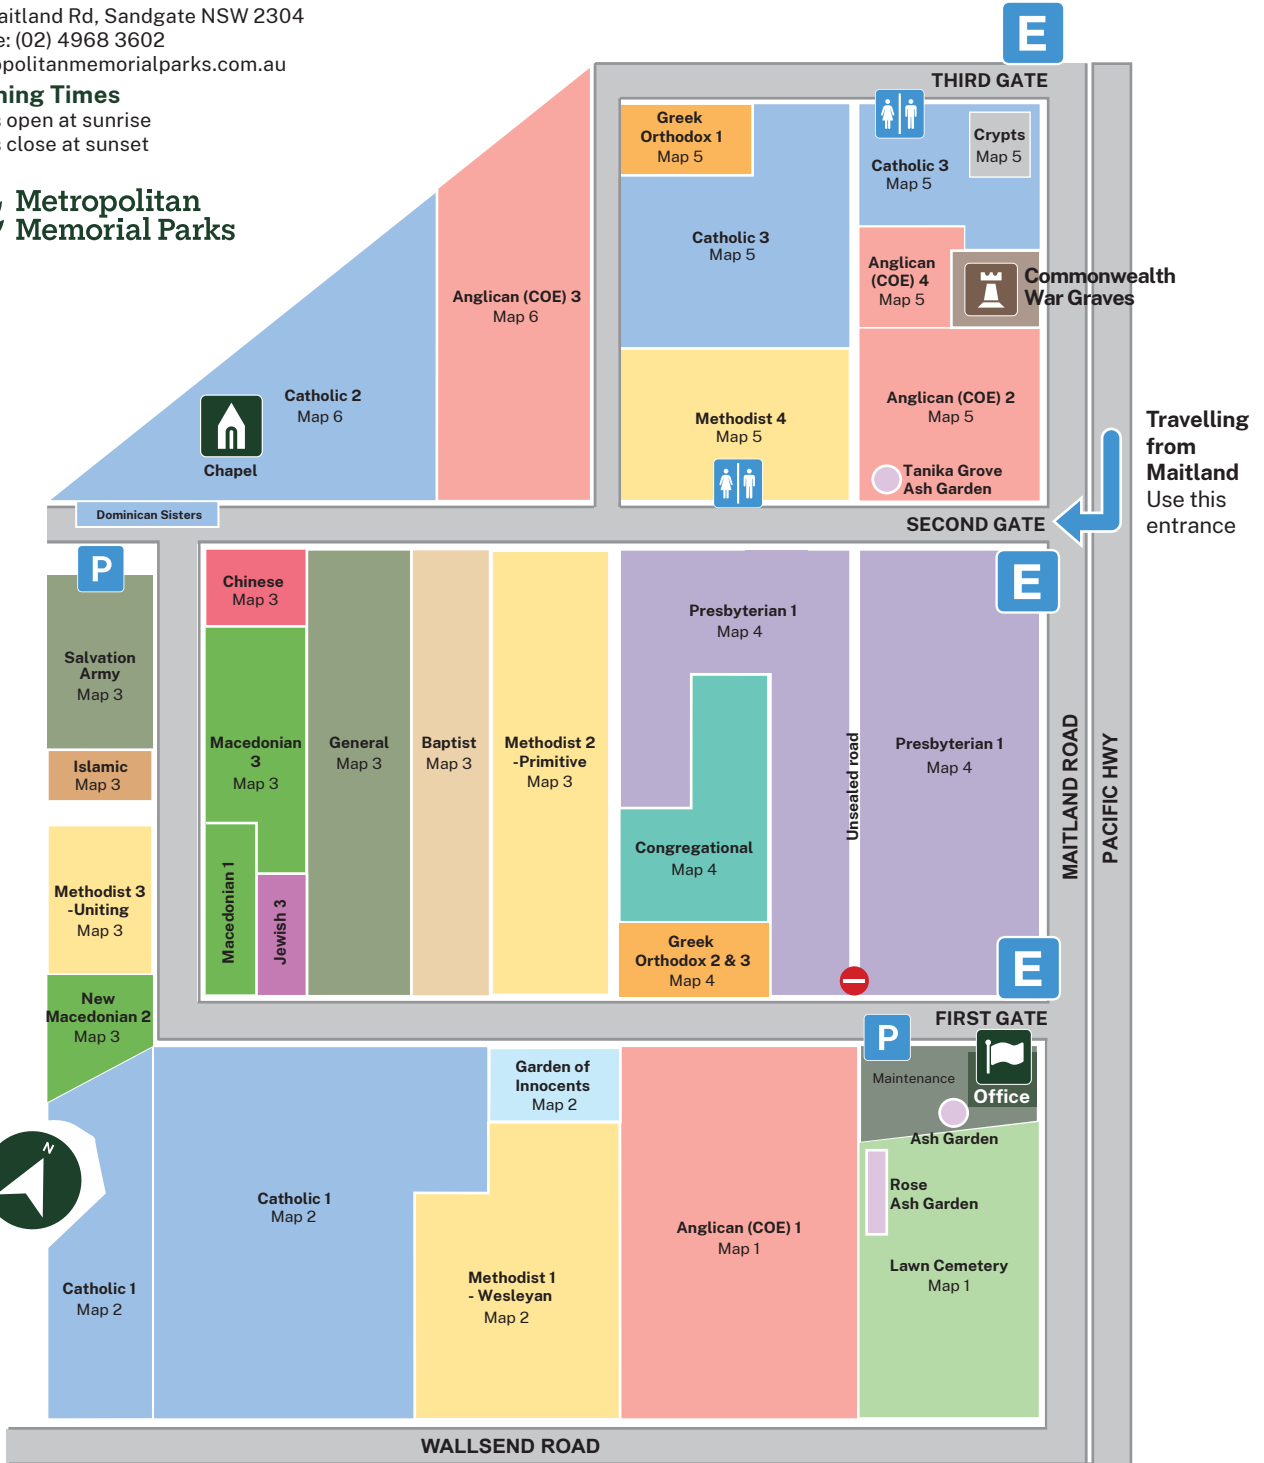 aitland Rd, Sandgate NSW 2304
e: (02) 4968 3602
politanmemorialparks.com.au
ning Times
s open at sunrise
s close at sunset
Metropolitan
Memorial Parks
E
THIRD GATE
Greek
Orthodox 1
Map 5
Crypts
Map 5
Catholic 3
Map 5
Catholic 3
Map 5
Anglican
(COE) 4
Map 5
Commonwealth
War Graves
Anglican (COE) 3
Map 6
Catholic 2
Map 6
Chapel
Methodist 4
Map 5
Anglican (COE) 2
Map 5
Tanika Grove
Ash Garden
Travelling
from
Maitland
Use this
entrance
Dominican Sisters
SECOND GATE
P
E
Chinese
Map 3
Presbyterian 1
Map 4
Salvation
Army
Map 3
Macedonian
3
Map 3
General
Map 3
Baptist
Map 3
Methodist 2
-Primitive
Map 3
Unsealed road
Presbyterian 1
Map 4
MAITLAND ROAD
PACIFIC HWY
Islamic
Map 3
Congregational
Map 4
Methodist 3
-Uniting
Map 3
Macedonian 1
Jewish 3
Greek
Orthodox 2 & 3
Map 4
E
New
Macedonian 2
Map 3
FIRST GATE
P
Garden of
Innocents
Map 2
Maintenance
Office
Ash Garden
N
Rose
Ash Garden
Catholic 1
Map 2
Anglican (COE) 1
Map 1
Catholic 1
Map 2
Methodist 1
- Wesleyan
Map 2
Lawn Cemetery
Map 1
WALLSEND ROAD